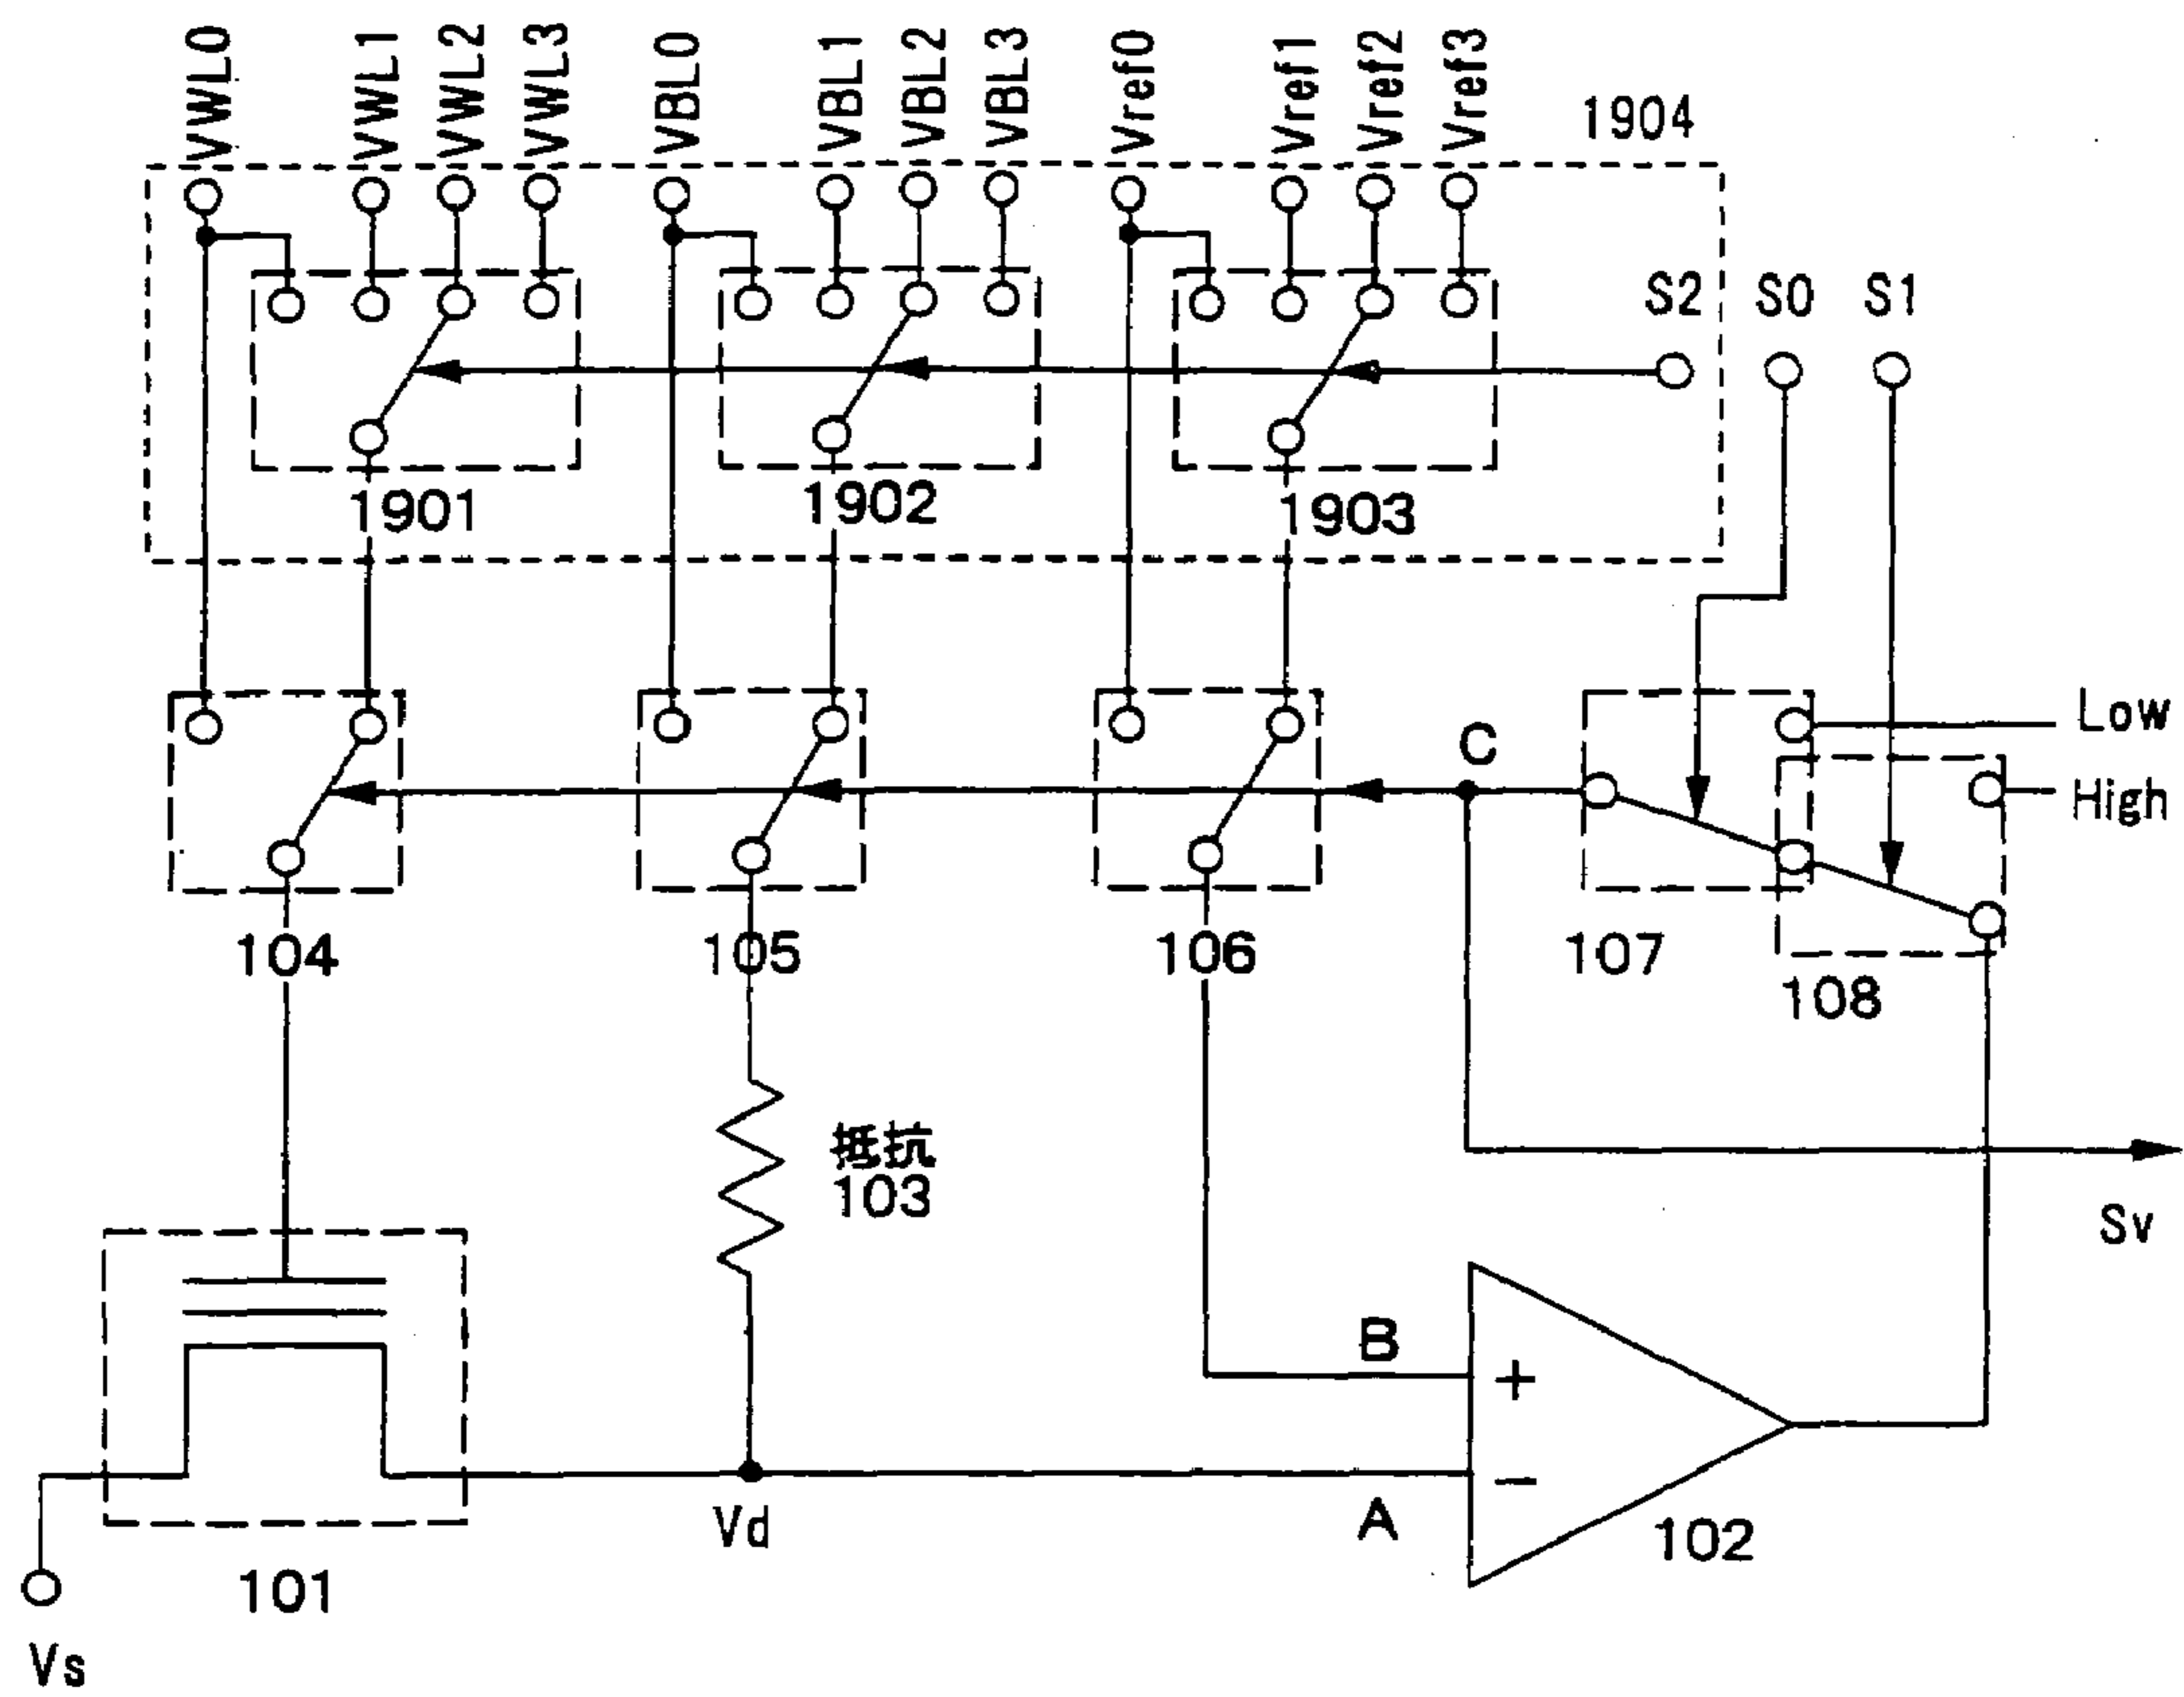 VWL0
VWL1
VWL2
VWL3
VBL0
VBL1
VBL2
VBL3
Vref0
Vref1
Vref2
Vref3
1904
S2
S0
S1
1901
1902
1903
C
Low
High
104
105
106
107
108
抵抗
103
Sv
B
+
A
−
Vd
102
101
Vs